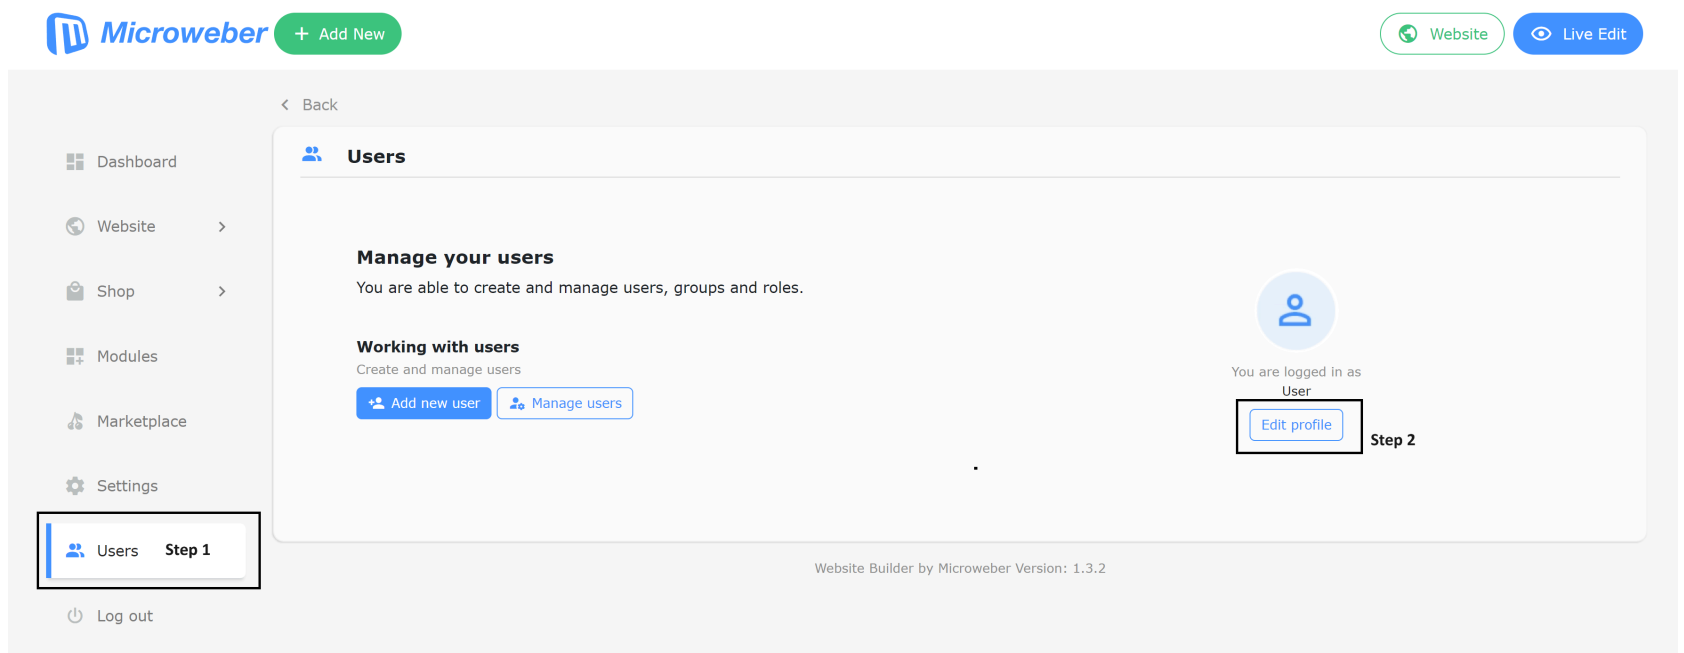 Microweber
+ Add New
Website
Live Edit
Back
Dashboard
Website
Shop
Modules
Marketplace
Settings
Users Step 1
Log out
Users
Manage your users
You are able to create and manage users, groups and roles.
Working with users
Create and manage users
Add new user
Manage users
You are logged in as
User
Edit profile
Step 2
Website Builder by Microweber Version: 1.3.2